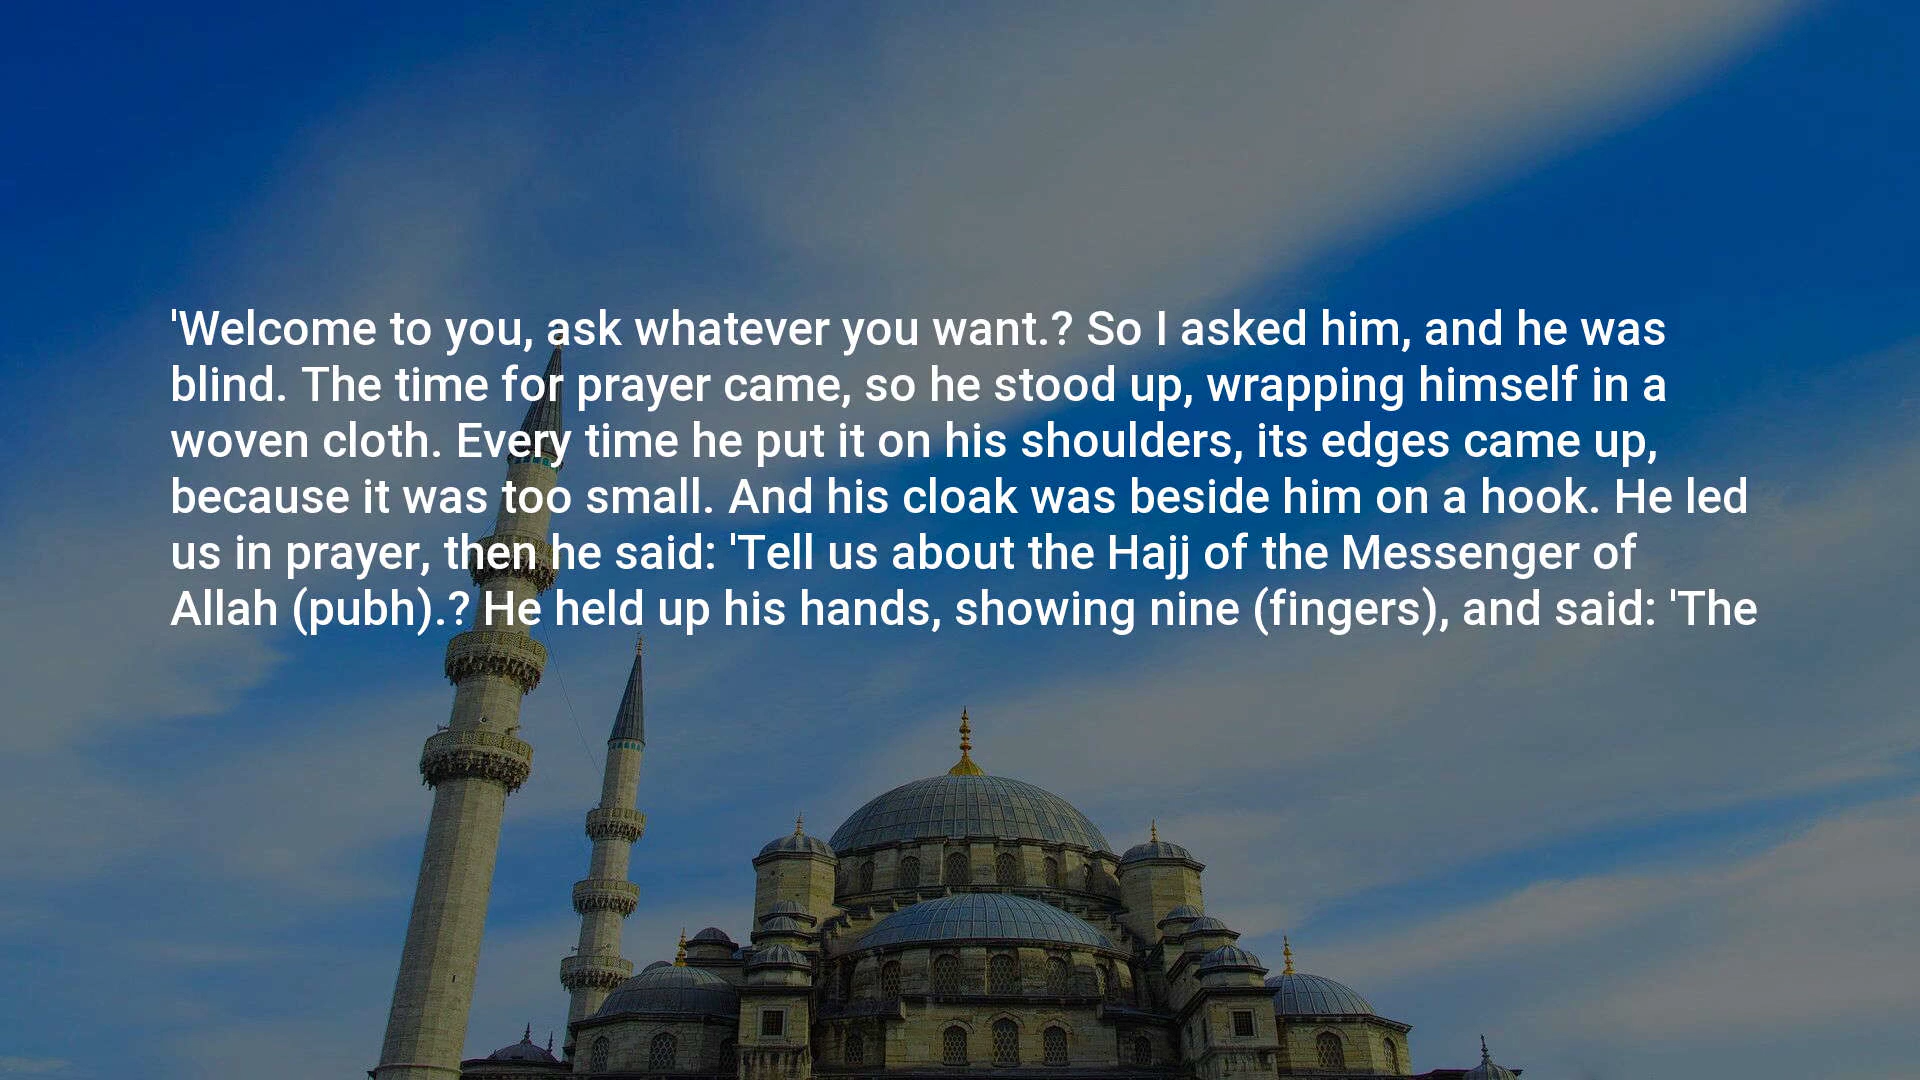 'Welcome to you, ask whatever you want.? So I asked him, and he was
blind. The time for prayer came, so he stood up, wrapping himself in a
woven cloth. Every time he put it on his shoulders, its edges came up,
because it was too small. And his cloak was beside him on a hook. He led
us in prayer, then he said: 'Tell us about the Hajj of the Messenger of
Allah (pubh).? He held up his hands, showing nine (fingers), and said: 'The